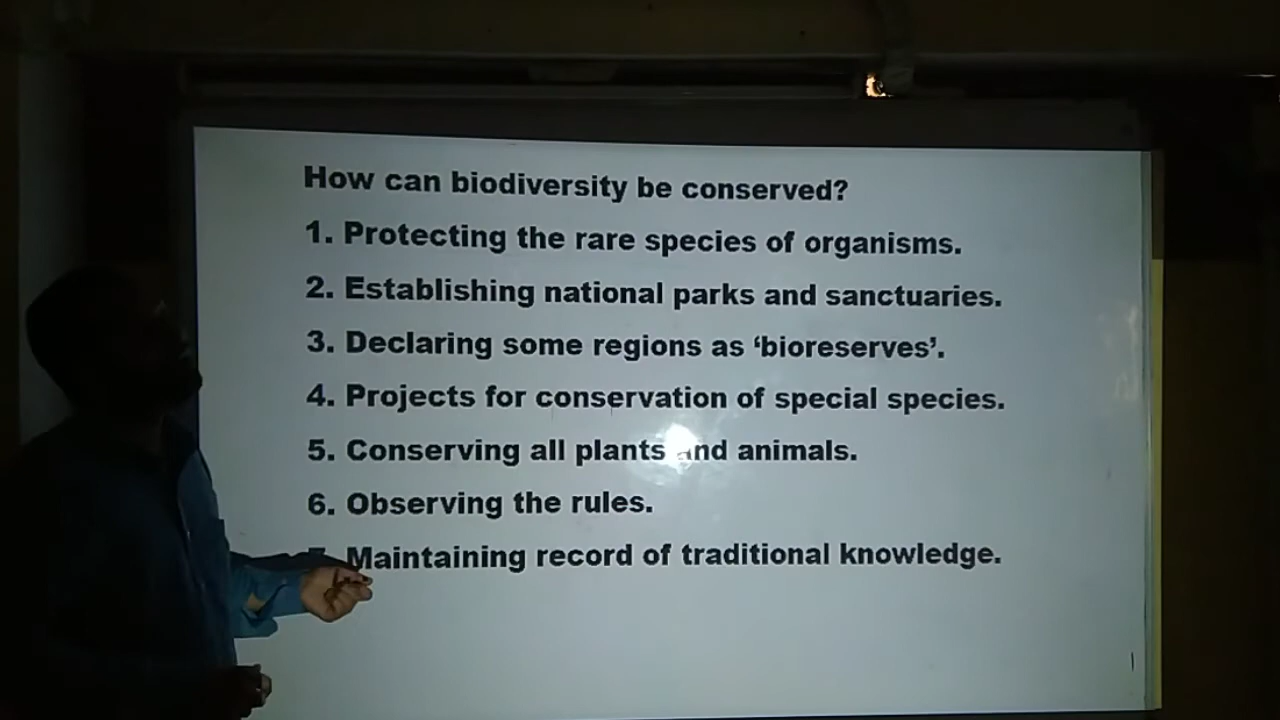 How can biodiversity be conserved?
1. Protecting the rare species of organisms.
2. Establishing national parks and sanctuaries.
3. Declaring some regions as ‘bioreserves’.
4. Projects for conservation of special species.
5. Conserving all plants and animals.
6. Observing the rules.
7. Maintaining record of traditional knowledge.